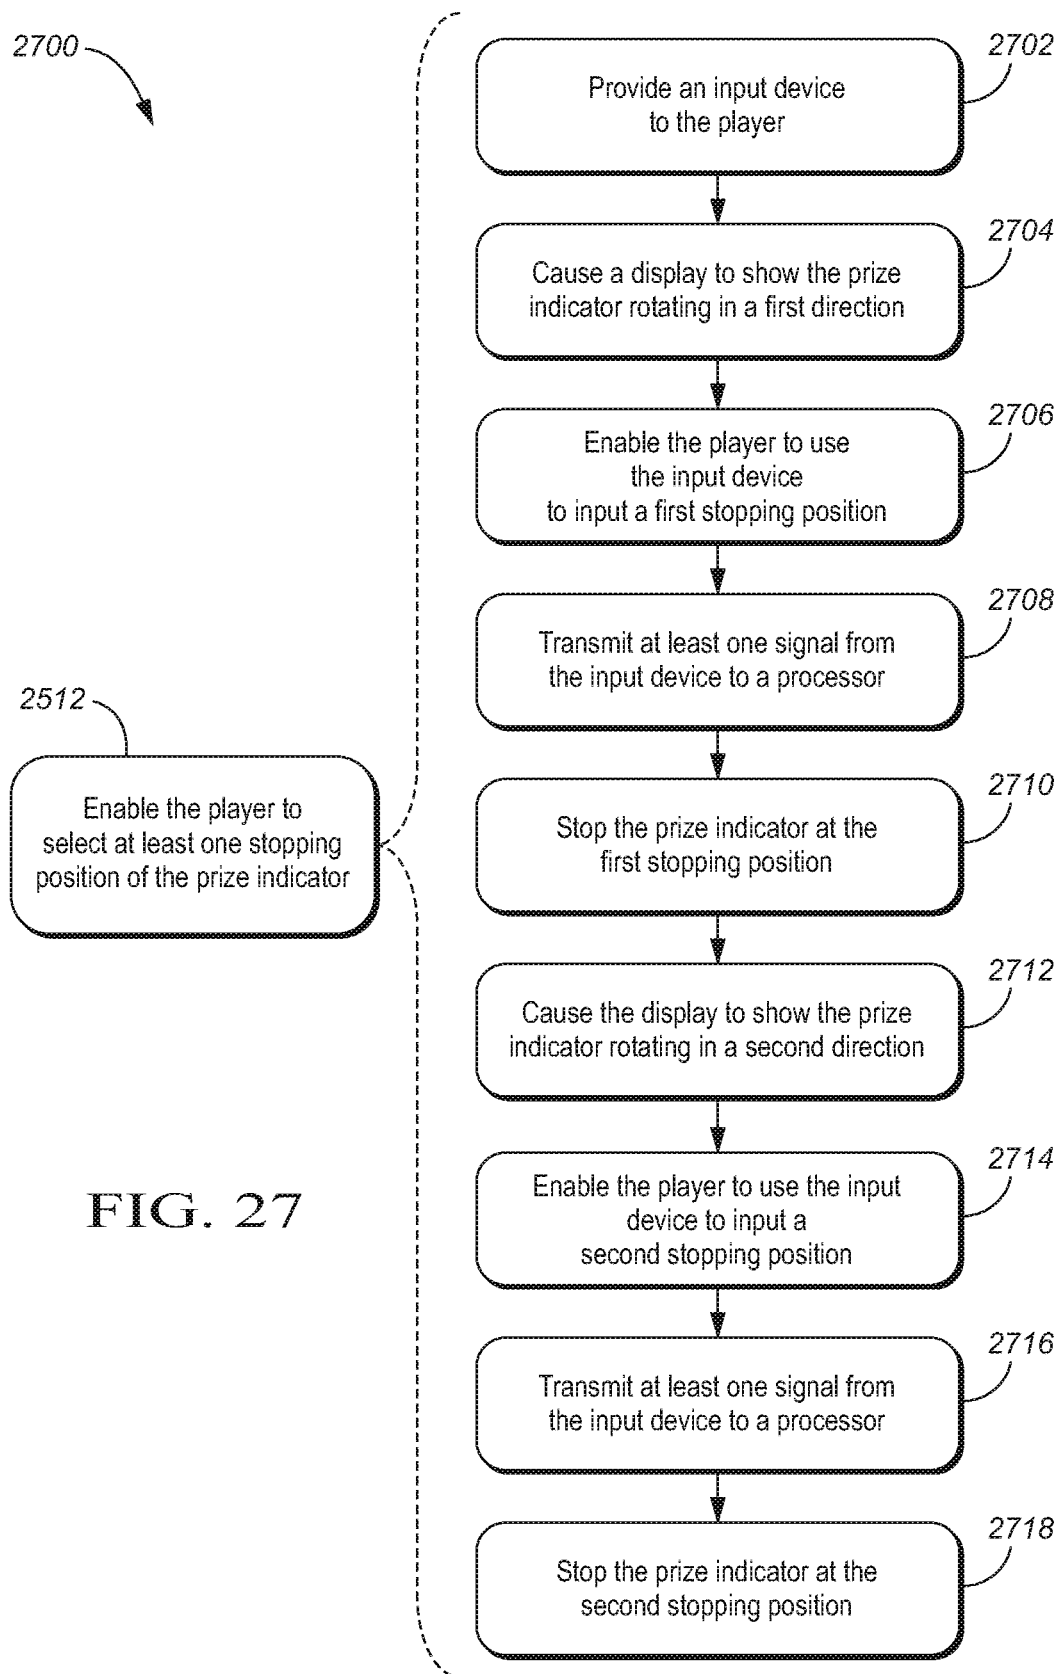 2700
2702
Provide an input device
to the player
2704
Cause a display to show the prize
indicator rotating in a first direction
2706
Enable the player to use
the input device
to input a first stopping position
2708
Transmit at least one signal from
the input device to a processor
2512
Enable the player to
select at least one stopping
position of the prize indicator
2710
Stop the prize indicator at the
first stopping position
2712
Cause the display to show the prize
indicator rotating in a second direction
2714
Enable the player to use the input
device to input a
second stopping position
FIG. 27
2716
Transmit at least one signal from
the input device to a processor
2718
Stop the prize indicator at the
second stopping position